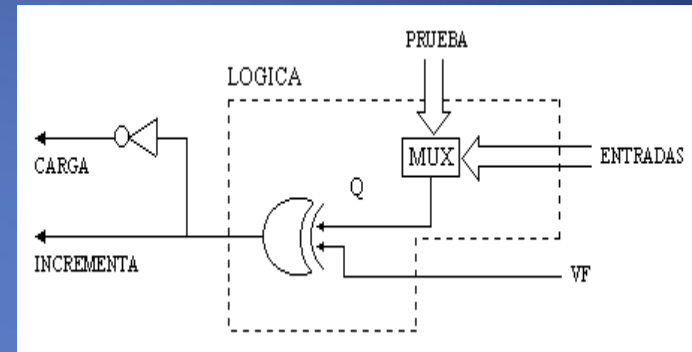 PRUEBA
LOGICA
MUX
ENTRADAS
CARGA
Q
INCREMENTA
VF